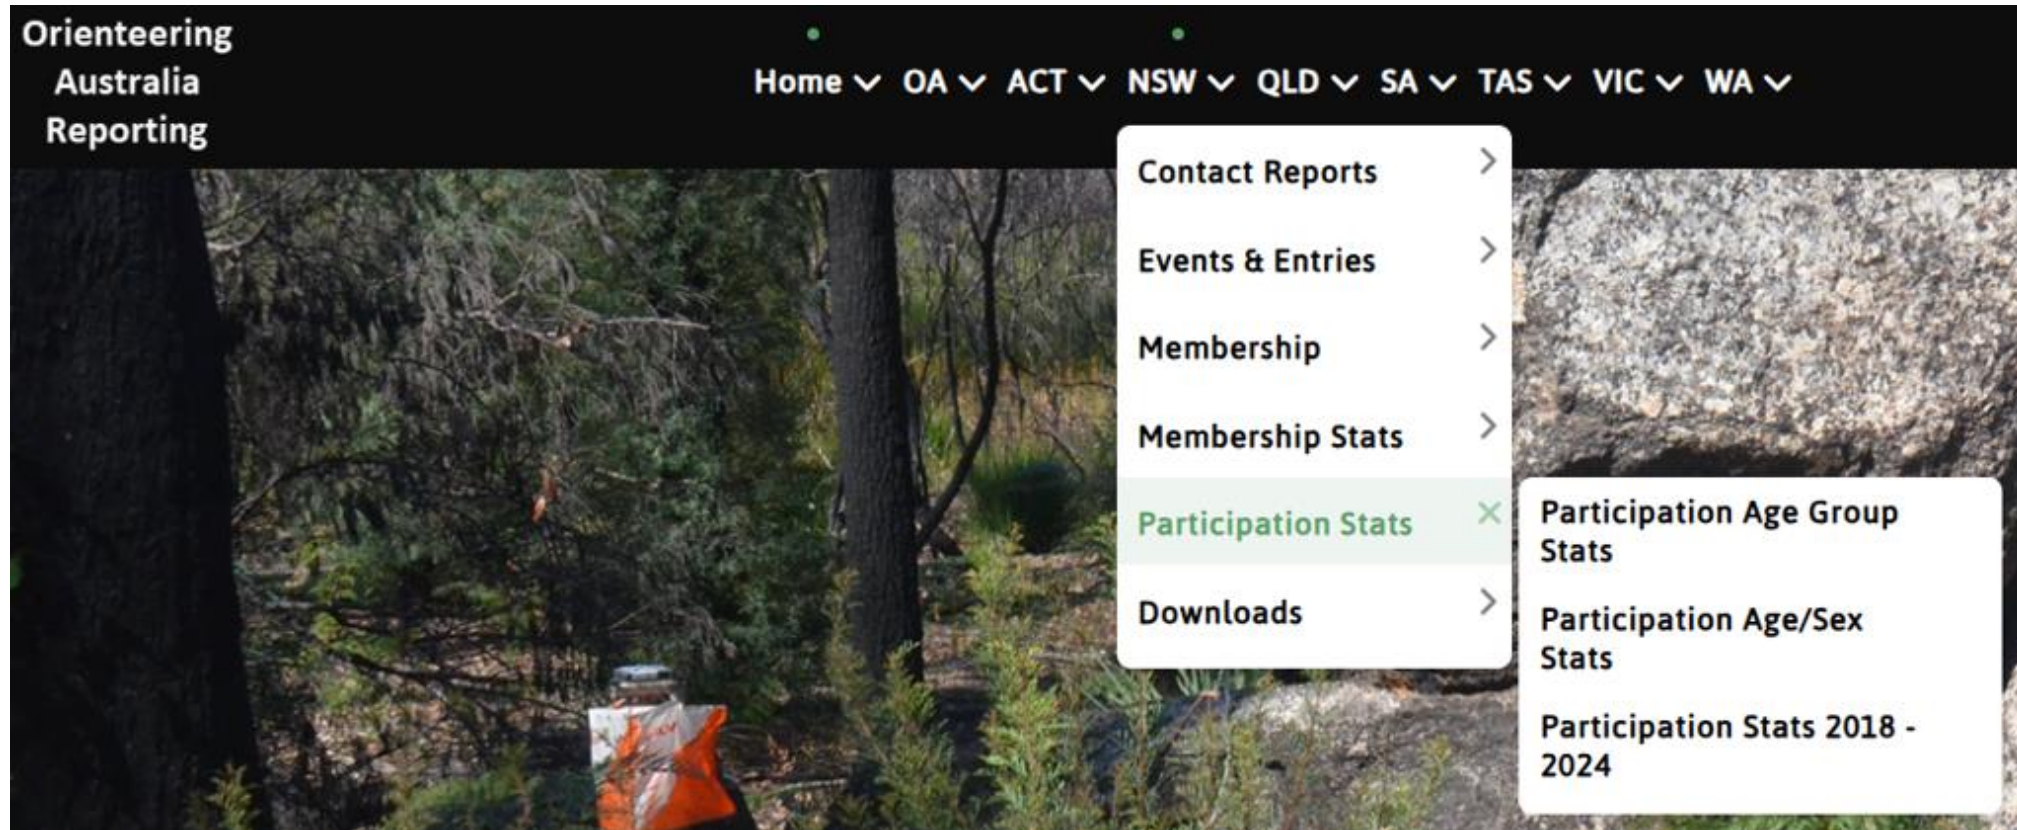 Orienteering
Australia
Reporting
Home OA ACT NSW QLD SA TAS VIC WA
Contact Reports
Events & Entries
Membership
Membership Stats
Participation Stats
Downloads
Participation Age Group
Stats
Participation Age/Sex
Stats
Participation Stats 2018 -
2024